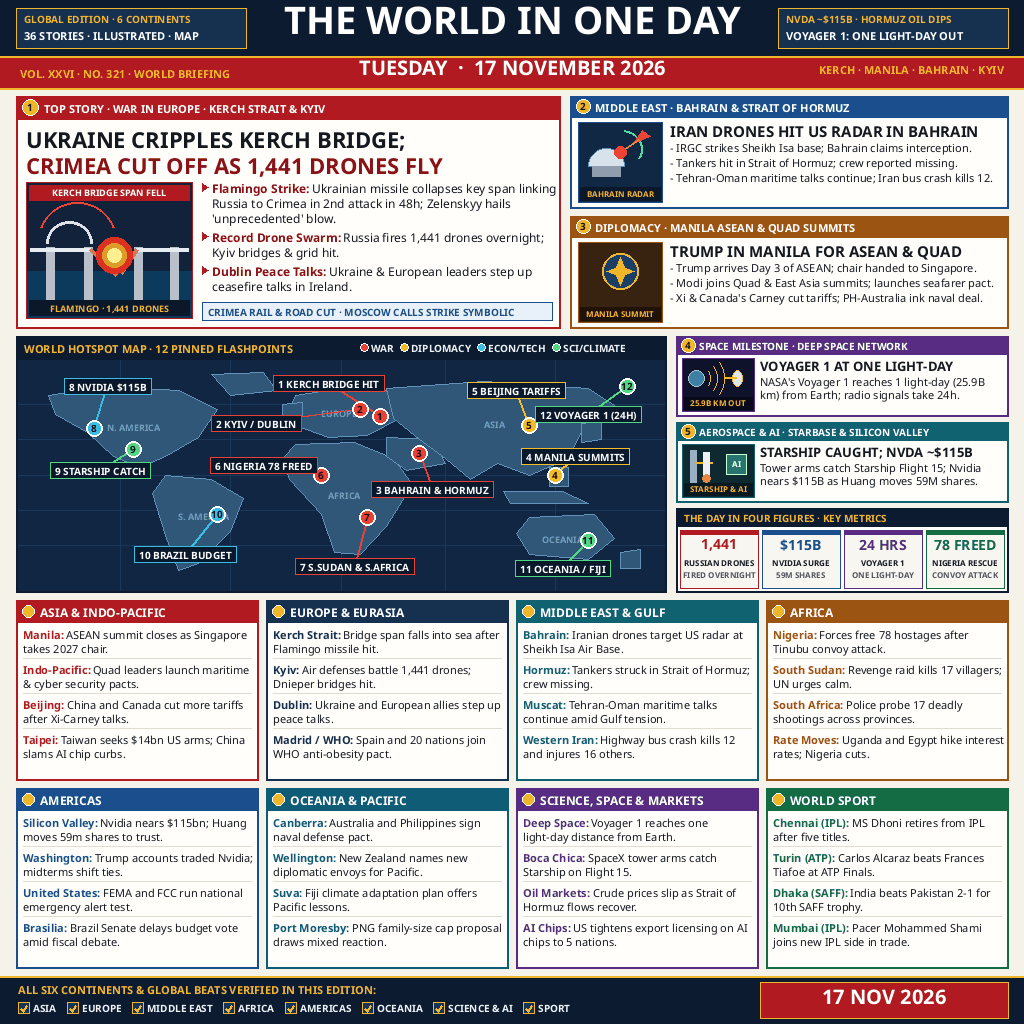 GLOBAL EDITION · 6 CONTINENTS
36 STORIES · ILLUSTRATED · MAP
THE WORLD IN ONE DAY
NVDA ~$115B · HORMUZ OIL DIPS
VOYAGER 1: ONE LIGHT-DAY OUT
VOL. XXVI · NO. 321 · WORLD BRIEFING
TUESDAY · 17 NOVEMBER 2026
KERCH · MANILA · BAHRAIN · KYIV
1 TOP STORY · WAR IN EUROPE · KERCH STRAIT & KYIV
UKRAINE CRIPPLES KERCH BRIDGE;
CRIMEA CUT OFF AS 1,441 DRONES FLY
KERCH BRIDGE SPAN FELL
FLAMINGO · 1,441 DRONES
Flamingo Strike: Ukrainian missile collapses key span linking
Russia to Crimea in 2nd attack in 48h; Zelenskyy hails
'unprecedented' blow.
Record Drone Swarm: Russia fires 1,441 drones overnight;
Kyiv bridges & grid hit.
Dublin Peace Talks: Ukraine & European leaders step up
ceasefire talks in Ireland.
CRIMEA RAIL & ROAD CUT · MOSCOW CALLS STRIKE SYMBOLIC
2 MIDDLE EAST · BAHRAIN & STRAIT OF HORMUZ
BAHRAIN RADAR
IRAN DRONES HIT US RADAR IN BAHRAIN
- IRGC strikes Sheikh Isa base; Bahrain claims interception.
- Tankers hit in Strait of Hormuz; crew reported missing.
- Tehran-Oman maritime talks continue; Iran bus crash kills 12.
3 DIPLOMACY · MANILA ASEAN & QUAD SUMMITS
MANILA SUMMIT
TRUMP IN MANILA FOR ASEAN & QUAD
- Trump arrives Day 3 of ASEAN; chair handed to Singapore.
- Modi joins Quad & East Asia summits; launches seafarer pact.
- Xi & Canada's Carney cut tariffs; PH-Australia ink naval deal.
WORLD HOTSPOT MAP · 12 PINNED FLASHPOINTS
WAR
DIPLOMACY
ECON/TECH
SCI/CLIMATE
8 NVIDIA $115B
1 KERCH BRIDGE HIT
5 BEIJING TARIFFS
12
12 VOYAGER 1 (24H)
2
1
EUROP
2 KYIV / DUBLIN
8
N. AMERICA
ASIA
5
9
3
4 MANILA SUMMITS
9 STARSHIP CATCH
6 NIGERIA 78 FREED
6
4
3 BAHRAIN & HORMUZ
AFRICA
S. AME
10
7
OCEANIA
11
10 BRAZIL BUDGET
7 S.SUDAN & S.AFRICA
11 OCEANIA / FIJI
4 SPACE MILESTONE · DEEP SPACE NETWORK
25.9B KM OUT
VOYAGER 1 AT ONE LIGHT-DAY
NASA's Voyager 1 reaches 1 light-day (25.9B
km) from Earth; radio signals take 24h.
5 AEROSPACE & AI · STARBASE & SILICON VALLEY
AI
STARSHIP & AI
STARSHIP CAUGHT; NVDA ~$115B
Tower arms catch Starship Flight 15; Nvidia
nears $115B as Huang moves 59M shares.
THE DAY IN FOUR FIGURES · KEY METRICS
1,441
RUSSIAN DRONES
FIRED OVERNIGHT
$115B
NVIDIA SURGE
59M SHARES
24 HRS
VOYAGER 1
ONE LIGHT-DAY
78 FREED
NIGERIA RESCUE
CONVOY ATTACK
ASIA & INDO-PACIFIC
Manila: ASEAN summit closes as Singapore
takes 2027 chair.
Indo-Pacific: Quad leaders launch maritime
& cyber security pacts.
Beijing: China and Canada cut more tariffs
after Xi-Carney talks.
Taipei: Taiwan seeks $14bn US arms; China
slams AI chip curbs.
EUROPE & EURASIA
Kerch Strait: Bridge span falls into sea after
Flamingo missile hit.
Kyiv: Air defenses battle 1,441 drones;
Dnieper bridges hit.
Dublin: Ukraine and European allies step up
peace talks.
Madrid / WHO: Spain and 20 nations join
WHO anti-obesity pact.
MIDDLE EAST & GULF
Bahrain: Iranian drones target US radar at
Sheikh Isa Air Base.
Hormuz: Tankers struck in Strait of Hormuz;
crew missing.
Muscat: Tehran-Oman maritime talks
continue amid Gulf tension.
Western Iran: Highway bus crash kills 12
and injures 16 others.
AFRICA
Nigeria: Forces free 78 hostages after
Tinubu convoy attack.
South Sudan: Revenge raid kills 17 villagers;
UN urges calm.
South Africa: Police probe 17 deadly
shootings across provinces.
Rate Moves: Uganda and Egypt hike interest
rates; Nigeria cuts.
AMERICAS
Silicon Valley: Nvidia nears $115bn; Huang
moves 59m shares to trust.
Washington: Trump accounts traded Nvidia;
midterms shift ties.
United States: FEMA and FCC run national
emergency alert test.
Brasilia: Brazil Senate delays budget vote
amid fiscal debate.
OCEANIA & PACIFIC
Canberra: Australia and Philippines sign
naval defense pact.
Wellington: New Zealand names new
diplomatic envoys for Pacific.
Suva: Fiji climate adaptation plan offers
Pacific lessons.
Port Moresby: PNG family-size cap proposal
draws mixed reaction.
SCIENCE, SPACE & MARKETS
Deep Space: Voyager 1 reaches one
light-day distance from Earth.
Boca Chica: SpaceX tower arms catch
Starship on Flight 15.
Oil Markets: Crude prices slip as Strait of
Hormuz flows recover.
AI Chips: US tightens export licensing on AI
chips to 5 nations.
WORLD SPORT
Chennai (IPL): MS Dhoni retires from IPL
after five titles.
Turin (ATP): Carlos Alcaraz beats Frances
Tiafoe at ATP Finals.
Dhaka (SAFF): India beats Pakistan 2-1 for
10th SAFF trophy.
Mumbai (IPL): Pacer Mohammed Shami
joins new IPL side in trade.
ALL SIX CONTINENTS & GLOBAL BEATS VERIFIED IN THIS EDITION:
ASIA
EUROPE
MIDDLE EAST
AFRICA
AMERICAS
OCEANIA
SCIENCE & AI
SPORT
17 NOV 2026